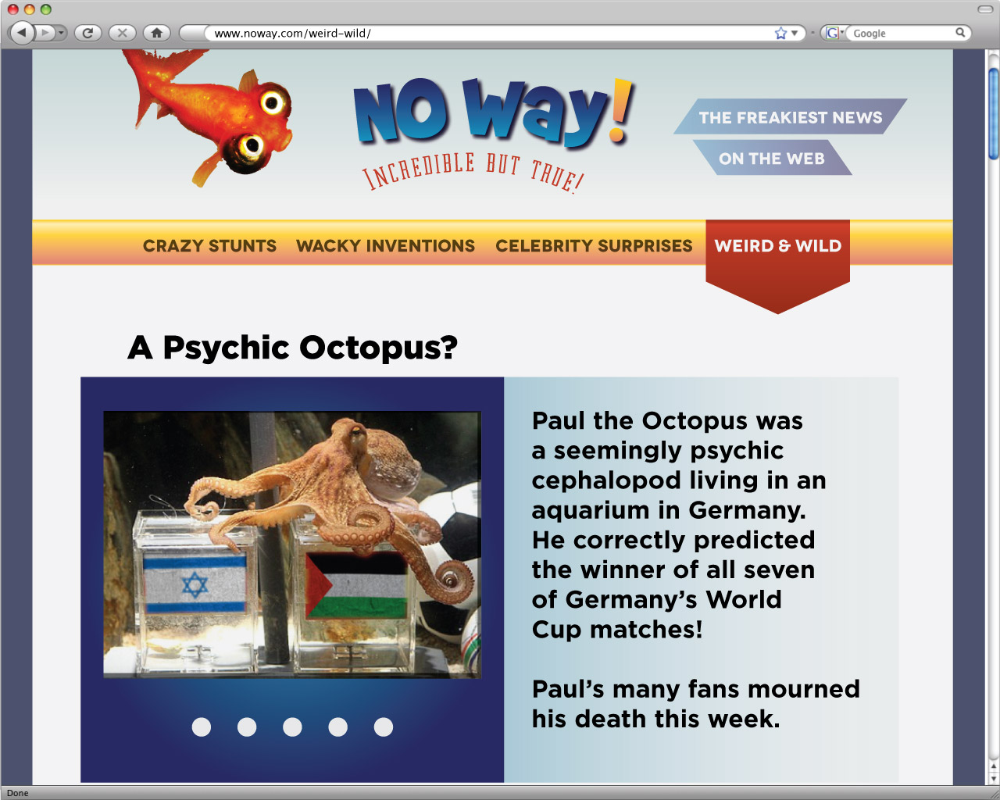 www.noway.com/weird-wild/
Google
NO Way!
INCREDIBLE BUT TRUE!
THE FREAKIEST NEWS
ON THE WEB
CRAZY STUNTS WACKY INVENTIONS CELEBRITY SURPRISES WEIRD & WILD
A Psychic Octopus?
Paul the Octopus was
a seemingly psychic
cephalopod living in an
aquarium in Germany.
He correctly predicted
the winner of all seven
of Germany’s World
Cup matches!
Paul’s many fans mourned
his death this week.
Done